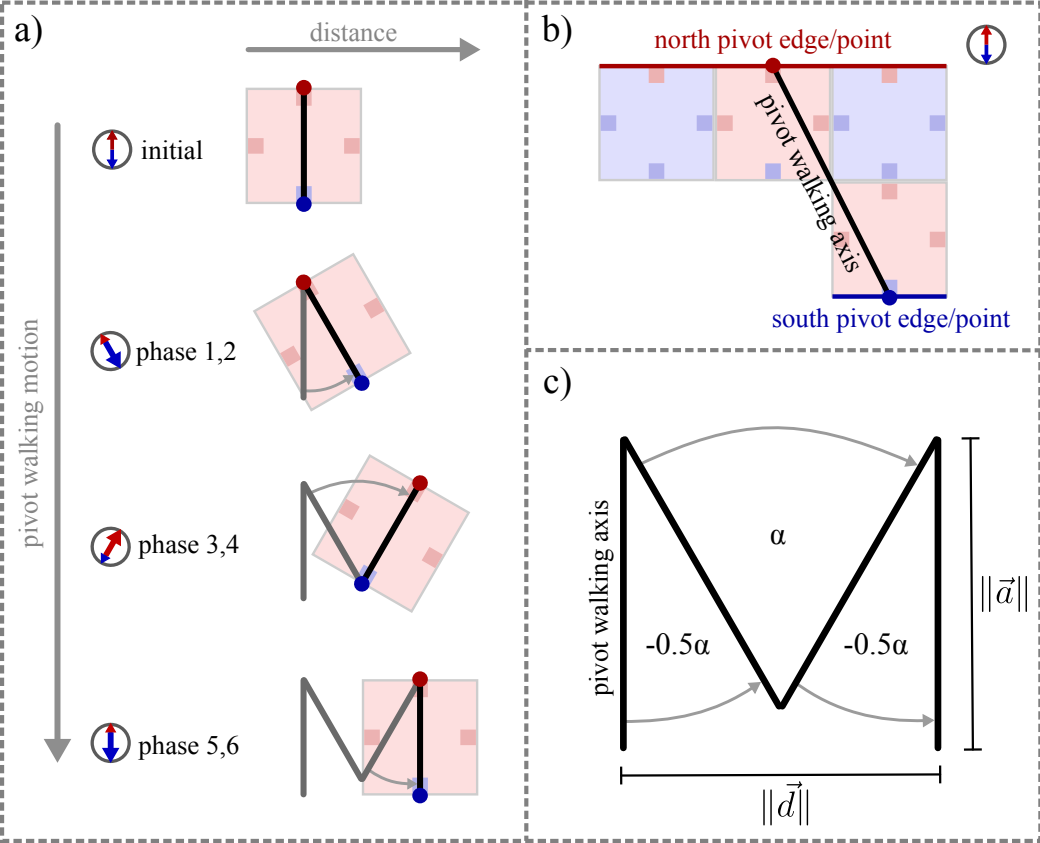 a)
distance
pivot walking motion
initial
phase 1,2
phase 3,4
phase 5,6
b)
north pivot edge/point
pivot walking axis
south pivot edge/point
c)
pivot walking axis
α
-0.5α
-0.5α
||a⃗||
||d⃗||